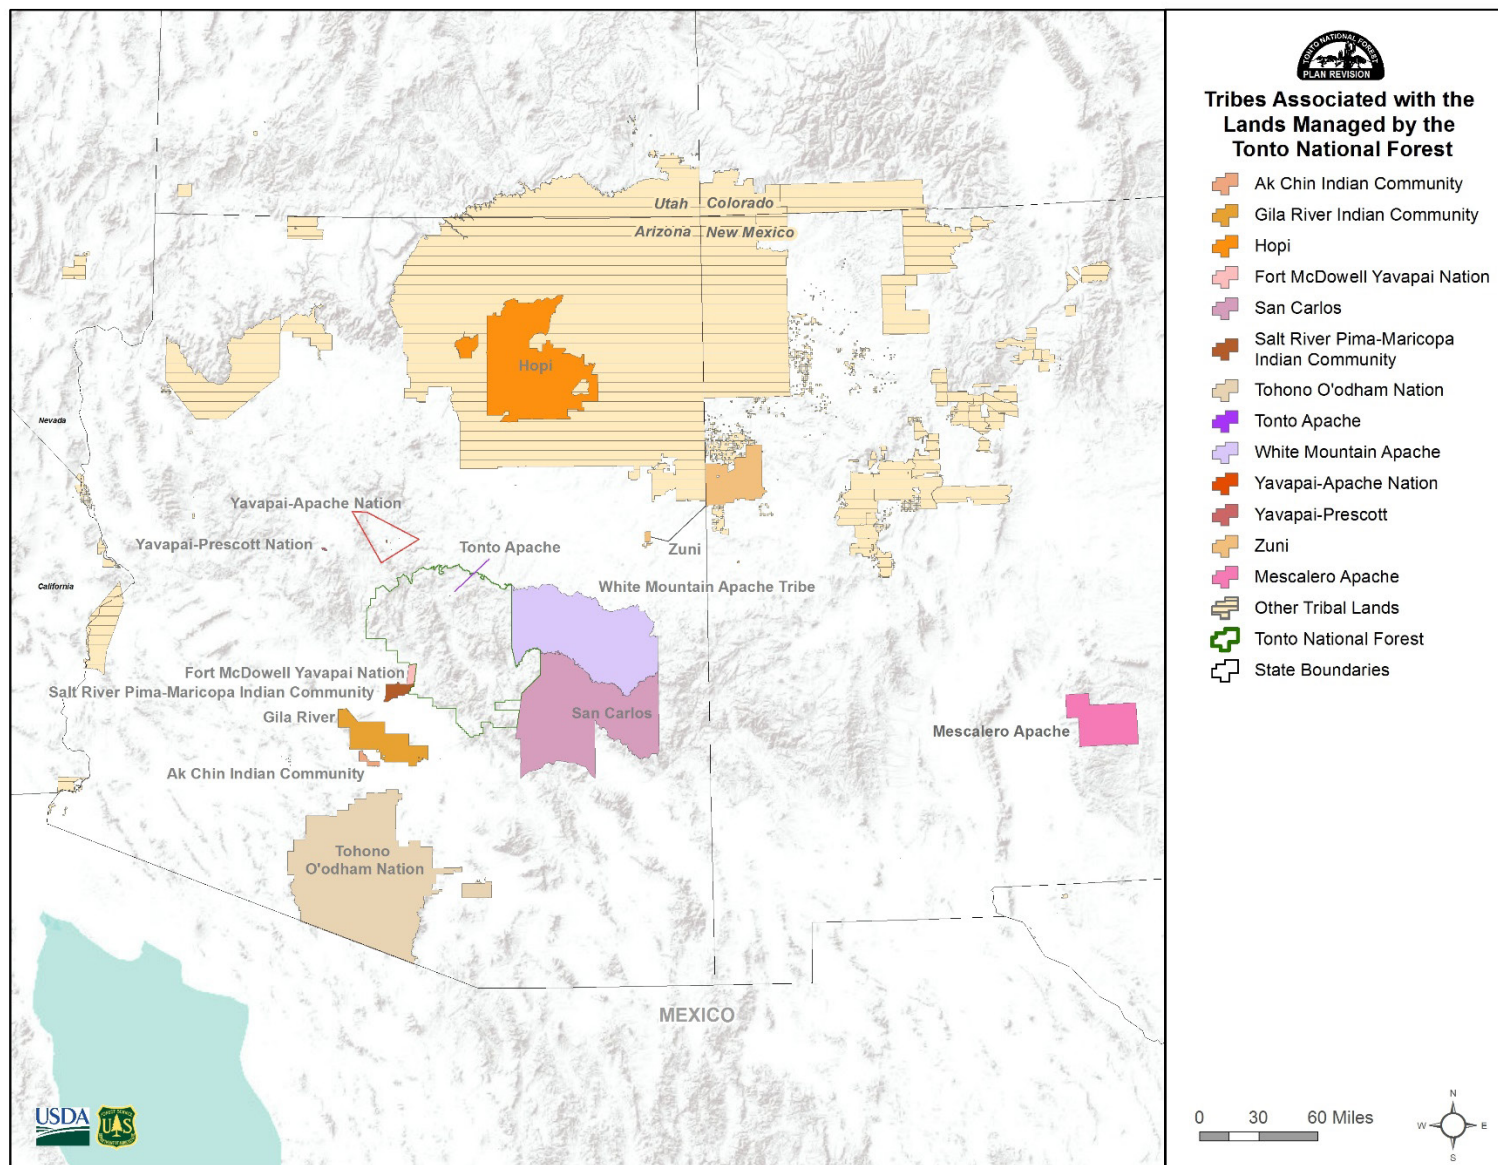 Utah
Colorado
Arizona
New Mexico
Hopi
Nevada
Yavapai-Apache Nation
Yavapai-Prescott Nation
Tonto Apache
Zuni
California
White Mountain Apache Tribe
Fort McDowell Yavapai Nation
Salt River Pima-Maricopa Indian Community
Gila River
San Carlos
Mescalero Apache
Ak Chin Indian Community
Tohono
O'odham Nation
MEXICO
USDA
FOREST SERVICE
U S
DEPARTMENT OF AGRICULTURE
TONTO NATIONAL FOREST
PLAN REVISION
Tribes Associated with the
Lands Managed by the
Tonto National Forest
Ak Chin Indian Community
Gila River Indian Community
Hopi
Fort McDowell Yavapai Nation
San Carlos
Salt River Pima-Maricopa
Indian Community
Tohono O'odham Nation
Tonto Apache
White Mountain Apache
Yavapai-Apache Nation
Yavapai-Prescott
Zuni
Mescalero Apache
Other Tribal Lands
Tonto National Forest
State Boundaries
0 30 60 Miles
N
W E
S